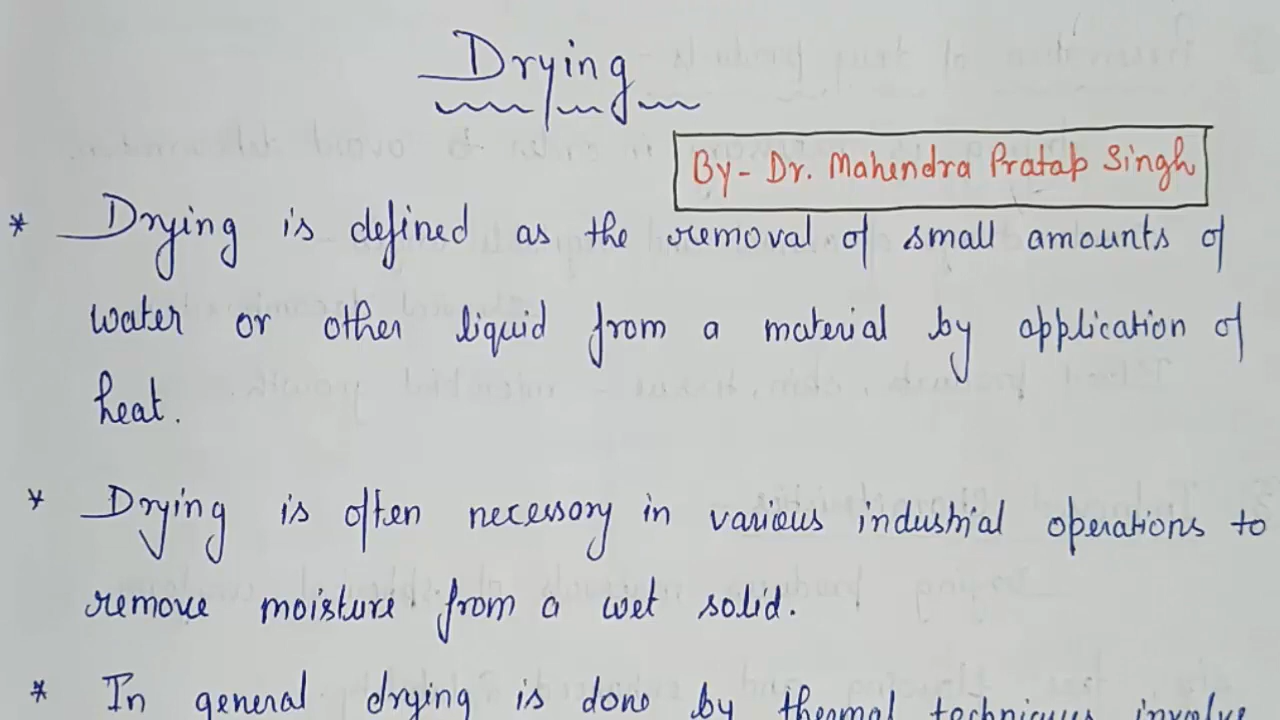 Drying
By- Dr. Mahendra Pratap Singh
* Drying is defined as the removal of small amounts of
water or other liquid from a material by application of
heat.
* Drying is often necessary in various industrial operations to
remove moisture from a wet solid.
* In general drying is done by thermal techniques involve